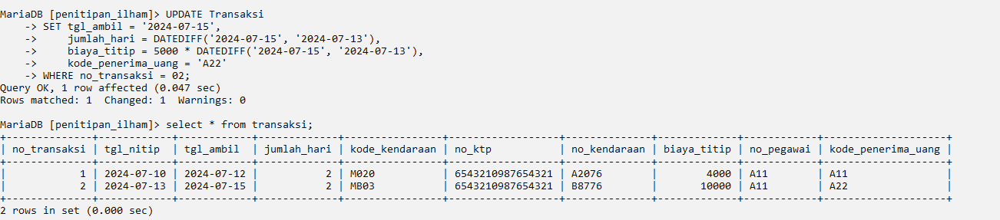 MariaDB [penitipan_ilham]> UPDATE Transaksi
    -> SET tgl_ambil = '2024-07-15',
    ->     jumlah_hari = DATEDIFF('2024-07-15', '2024-07-13'),
    ->     biaya_titip = 5000 * DATEDIFF('2024-07-15', '2024-07-13'),
    ->     kode_penerima_uang = 'A22'
    -> WHERE no_transaksi = 02;
Query OK, 1 row affected (0.047 sec)
Rows matched: 1  Changed: 1  Warnings: 0

MariaDB [penitipan_ilham]> select * from transaksi;
+--------------+------------+------------+-------------+----------------+------------------+--------------+-------------+------------+--------------------+
| no_transaksi | tgl_nitip  | tgl_ambil  | jumlah_hari | kode_kendaraan | no_ktp           | no_kendaraan | biaya_titip | no_pegawai | kode_penerima_uang |
+--------------+------------+------------+-------------+----------------+------------------+--------------+-------------+------------+--------------------+
|            1 | 2024-07-10 | 2024-07-12 |           2 | M020           | 6543210987654321 | A2076        |        4000 | A11        | A11                |
|            2 | 2024-07-13 | 2024-07-15 |           2 | MB03           | 6543210987654321 | B8776        |       10000 | A11        | A22                |
+--------------+------------+------------+-------------+----------------+------------------+--------------+-------------+------------+--------------------+
2 rows in set (0.000 sec)